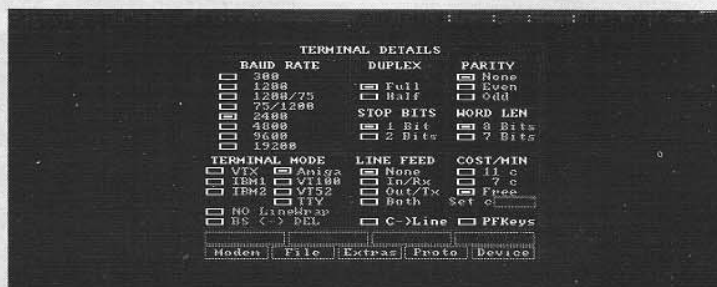 TERMINAL DETAILS
BAUD RATE DUPLEX PARITY
300 None
1200 Full Even
1200/75 Half Odd
75/1200
2400 STOP BITS WORD LEN
4800 1 Bit 8 Bits
9600 2 Bits 7 Bits
19200
TERMINAL MODE LINE FEED COST/MIN
VTX Amiga None 11 c
IBM1 VT100 In/Rx 7 c
IBM2 VT52 Out/Tx Free
TTY Both Set c
NO LineWrap
BS <-> DEL C->Line PFKeys
Modem File Extras Proto Device